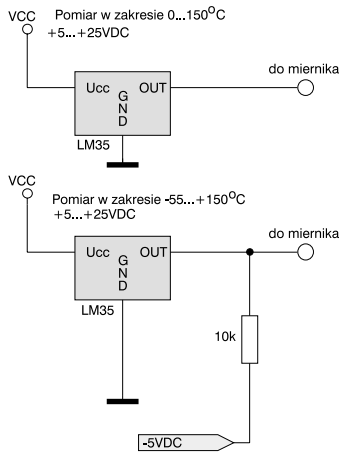 VCC
Pomiar w zakresie 0...150°C
+5...+25VDC
Ucc
GND
OUT
LM35
do miernika
VCC
Pomiar w zakresie -55...+150°C
+5...+25VDC
Ucc
GND
OUT
LM35
do miernika
10k
-5VDC